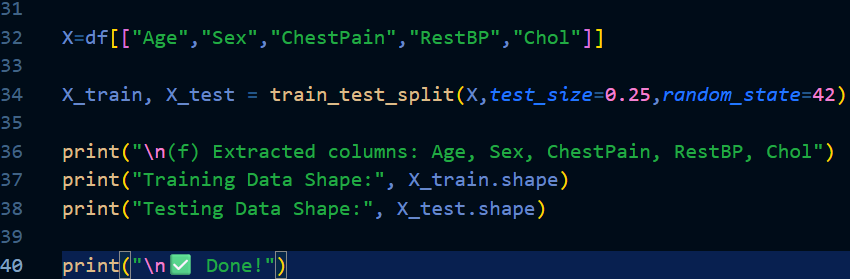 31
32 X=df[["Age","Sex","ChestPain","RestBP","Chol"]]
33
34 X_train, X_test = train_test_split(X,test_size=0.25,random_state=42)
35
36 print("\n(f) Extracted columns: Age, Sex, ChestPain, RestBP, Chol")
37 print("Training Data Shape:", X_train.shape)
38 print("Testing Data Shape:", X_test.shape)
39
40 print("\n✅ Done!")